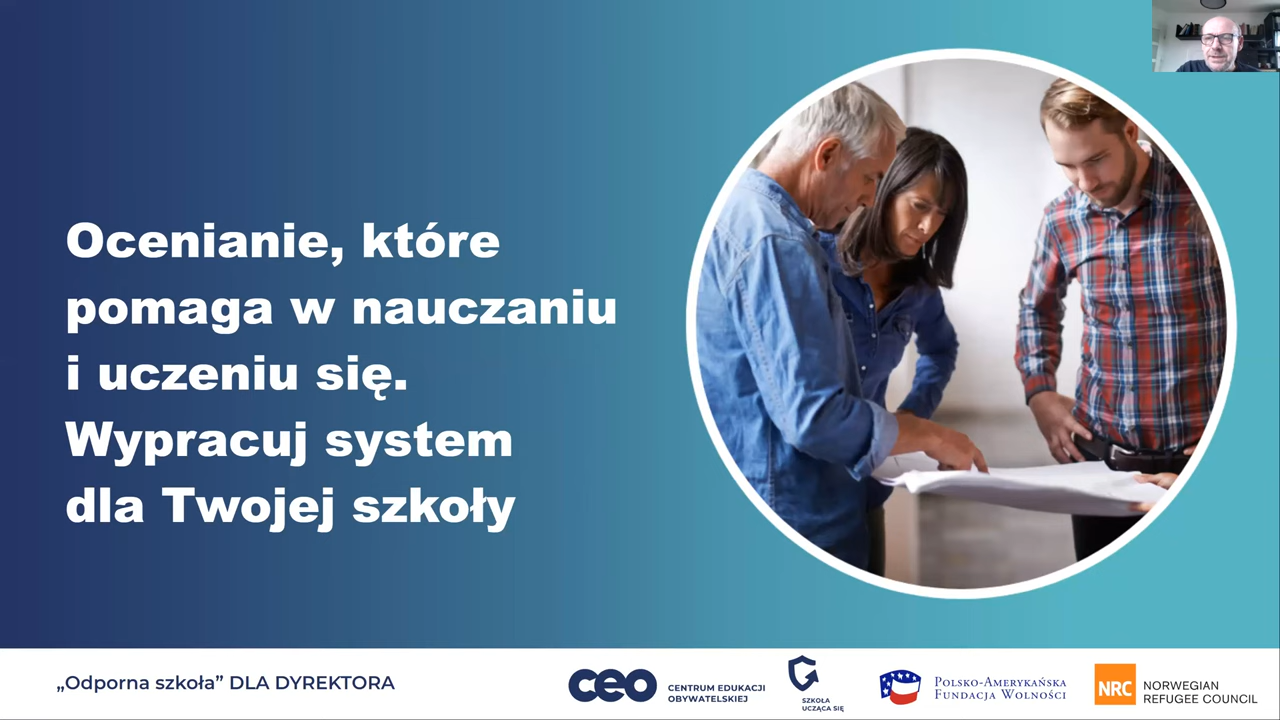 Ocenianie, które
pomaga w nauczaniu
i uczeniu się.
Wypracuj system
dla Twojej szkoły
„Odporna szkoła” DLA DYREKTORA
ceo
CENTRUM EDUKACJI
OBYWATELSKIEJ
SZKOŁA
UCZĄCA SIĘ
Polsko-Amerykańska
Fundacja Wolności
NRC
NORWEGIAN
REFUGEE COUNCIL